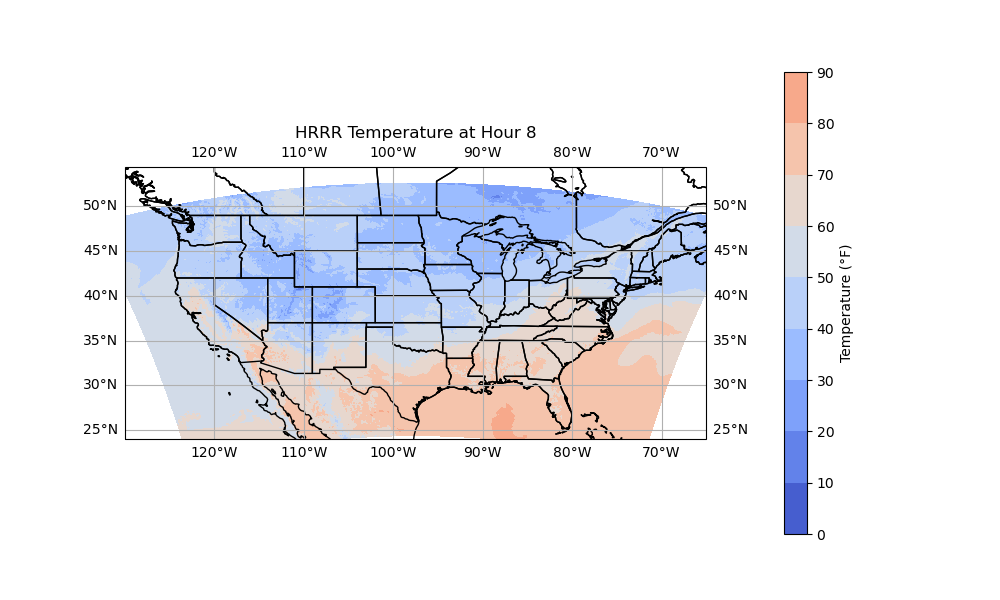 HRRR Temperature at Hour 8
120°W 110°W 100°W 90°W 80°W 70°W
50°N 50°N
45°N 45°N
40°N 40°N
35°N 35°N
30°N 30°N
25°N 25°N
120°W 110°W 100°W 90°W 80°W 70°W
90
80
70
60
50
40
30
20
10
0
Temperature (°F)